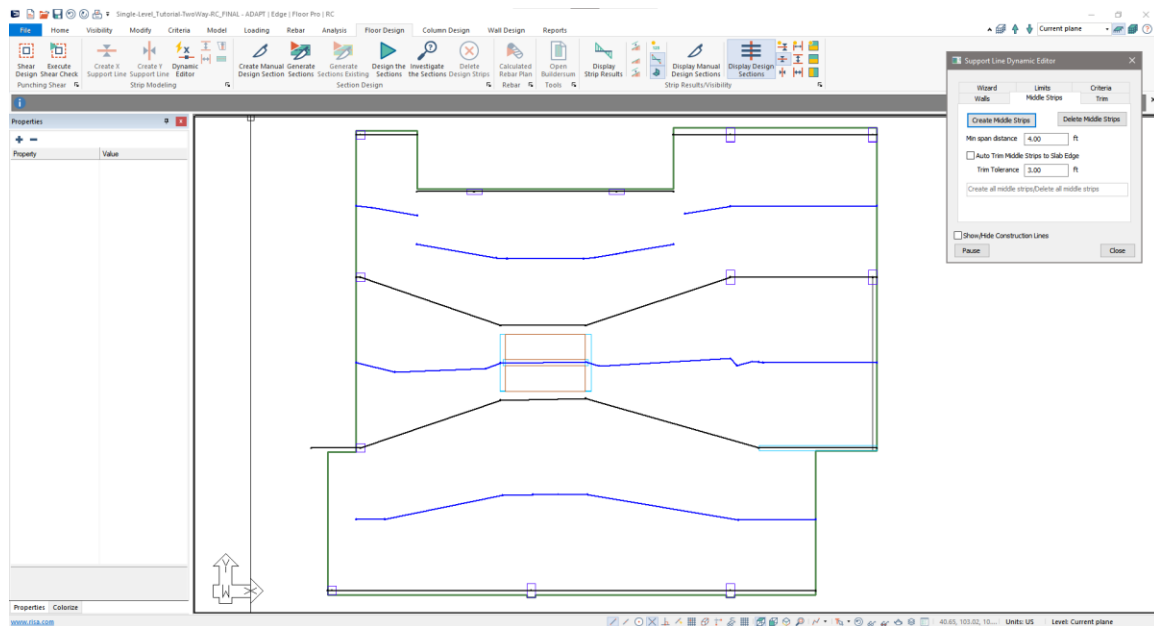 Single-Level_Tutorial-TwoWay-RC_FINAL - ADAPT | Edge | Floor Pro | RC
File Home Visibility Modify Criteria Model Loading Rebar Analysis Floor Design Column Design Wall Design Reports
Current plane
Shear Design
Execute Shear Check
Create X Support Line
Create Y Support Line
Dynamic Editor
Create Manual Design Section
Generate Sections
Generate Sections Existing
Design the Sections
Investigate the Sections
Delete Design Strips
Calculated Rebar Plan
Open Buildersum
Display Strip Results
Display Manual Design Sections
Display Design Sections
Punching Shear
Strip Modeling
Section Design
Rebar
Tools
Strip Results/Visibility
Properties
Property Value
Support Line Dynamic Editor
Wizard Limits Criteria
Walls Middle Strips Trim
Create Middle Strips Delete Middle Strips
Min span distance 4.00 ft
Auto Trim Middle Strips to Slab Edge
Trim Tolerance 3.00 ft
Create all middle strips/Delete all middle strips
Show/Hide Construction Lines
Pause Close
Y
W X
Properties Colorize
www.risa.com
40.65, 103.02, 10.... Units: US Level: Current plane